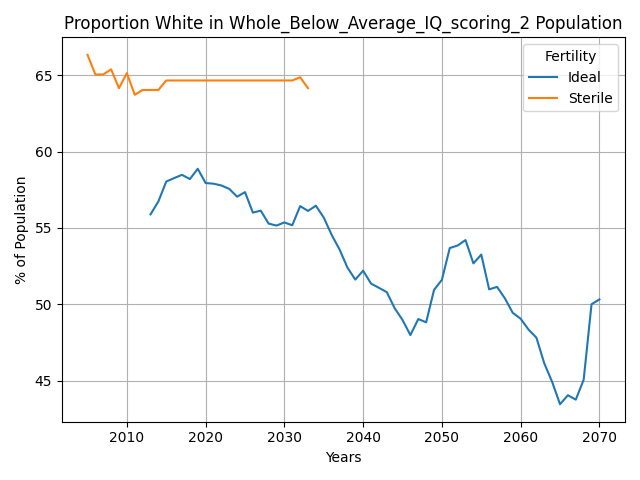 Proportion White in Whole_Below_Average_IQ_scoring_2 Population
Fertility
Ideal
Sterile
% of Population
65
60
55
50
45
2010 2020 2030 2040 2050 2060 2070
Years